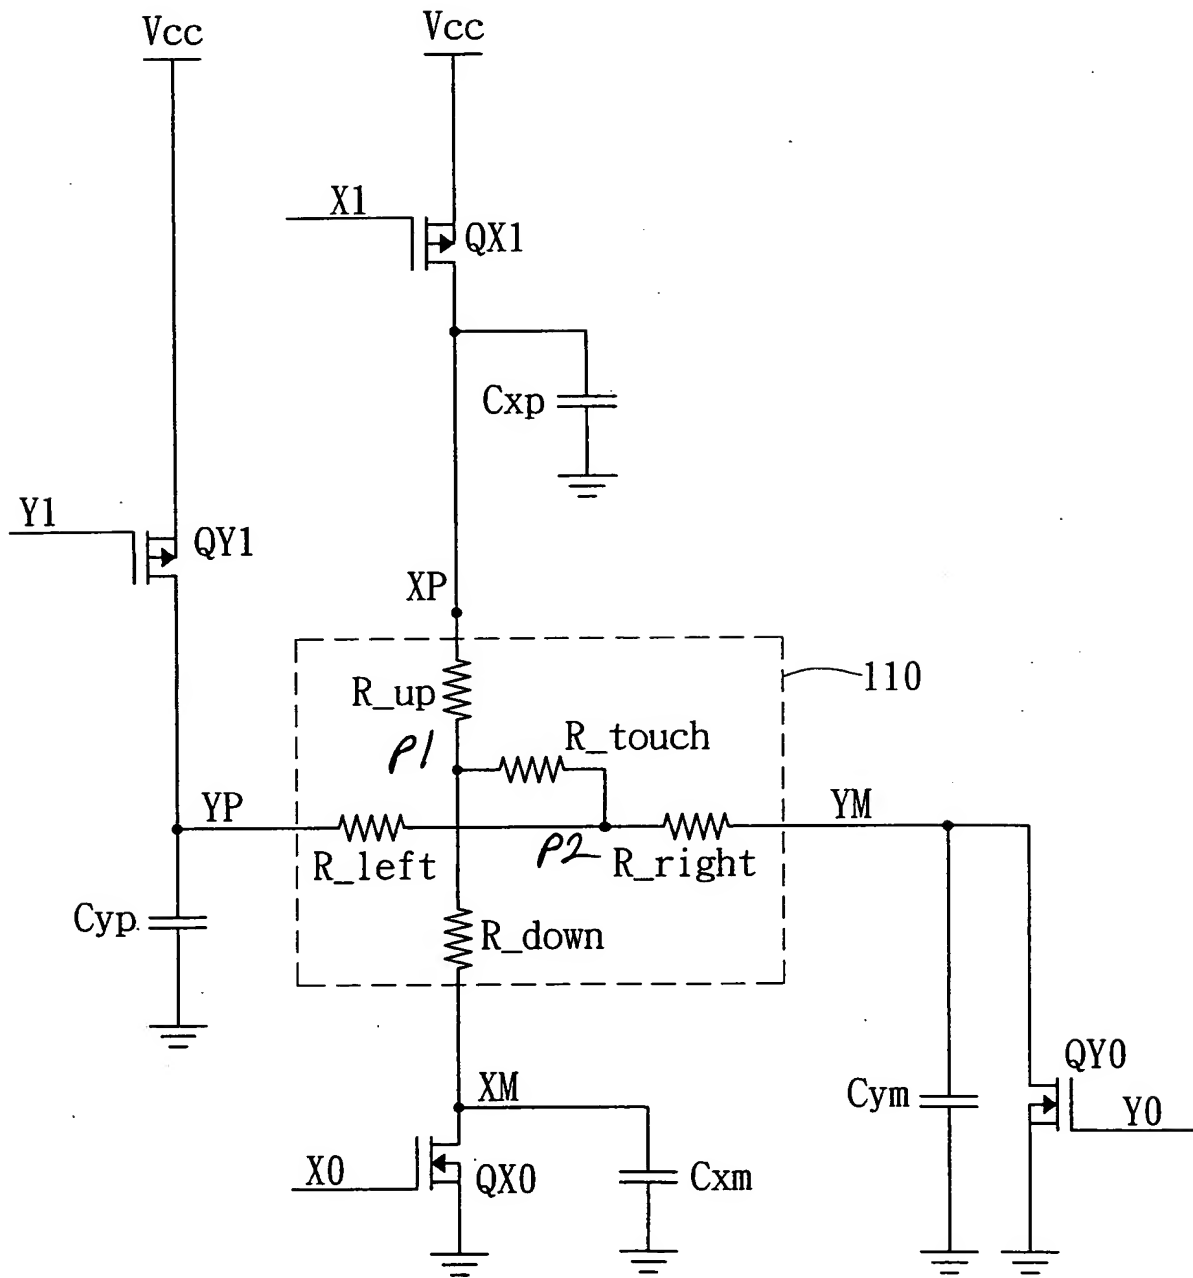 Vcc
Vcc
X1
QX1
Cxp
Y1
QY1
XP
110
R_up
R_touch
P1
YP
YM
P2
R_left
R_right
Cyp
R_down
XM
QY0
Cym
Y0
X0
QX0
Cxm